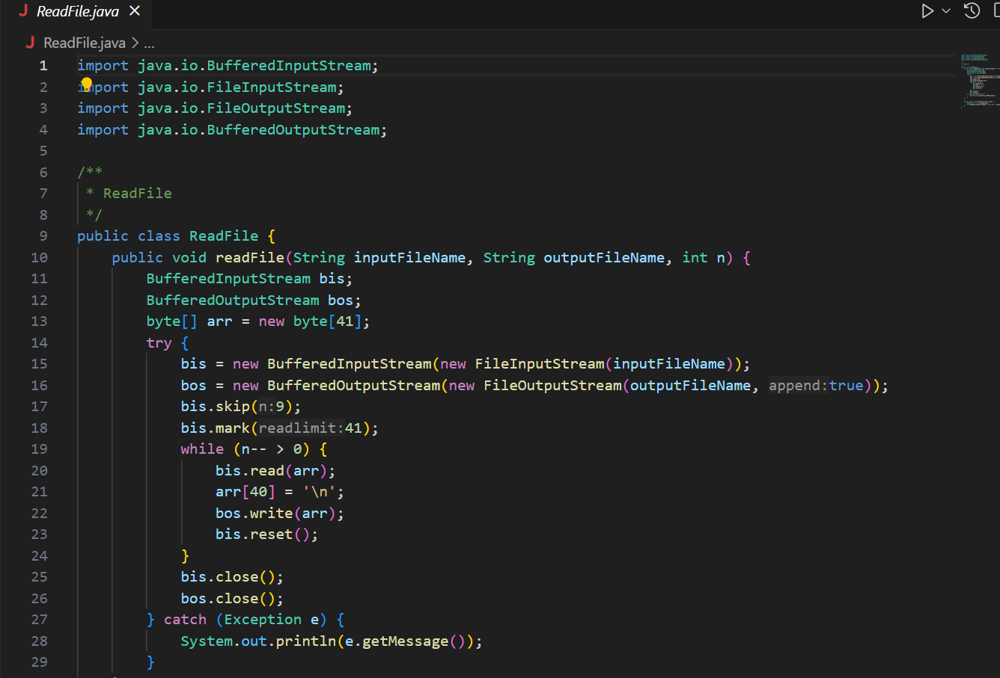 J ReadFile.java ×
J ReadFile.java > ...
1 import java.io.BufferedInputStream;
2 import java.io.FileInputStream;
3 import java.io.FileOutputStream;
4 import java.io.BufferedOutputStream;
5
6 /**
7  * ReadFile
8  */
9 public class ReadFile {
10     public void readFile(String inputFileName, String outputFileName, int n) {
11         BufferedInputStream bis;
12         BufferedOutputStream bos;
13         byte[] arr = new byte[41];
14         try {
15             bis = new BufferedInputStream(new FileInputStream(inputFileName));
16             bos = new BufferedOutputStream(new FileOutputStream(outputFileName, append:true));
17             bis.skip(n:9);
18             bis.mark(readlimit:41);
19             while (n-- > 0) {
20                 bis.read(arr);
21                 arr[40] = '\n';
22                 bos.write(arr);
23                 bis.reset();
24             }
25             bis.close();
26             bos.close();
27         } catch (Exception e) {
28             System.out.println(e.getMessage());
29         }